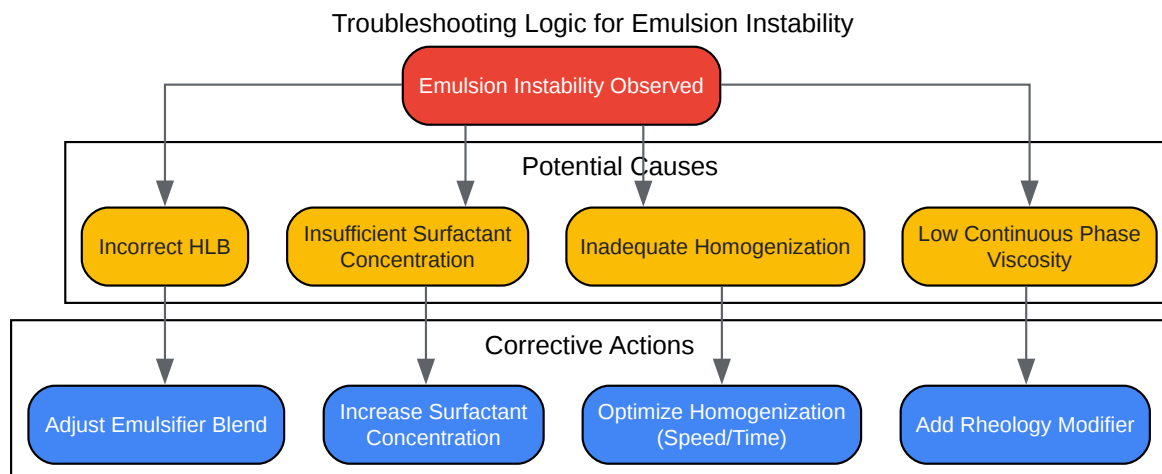 Troubleshooting Logic for Emulsion Instability
Emulsion Instability Observed
Potential Causes
Incorrect HLB
Insufficient Surfactant
Concentration
Inadequate Homogenization
Low Continuous Phase
Viscosity
Corrective Actions
Adjust Emulsifier Blend
Increase Surfactant
Concentration
Optimize Homogenization
(Speed/Time)
Add Rheology Modifier